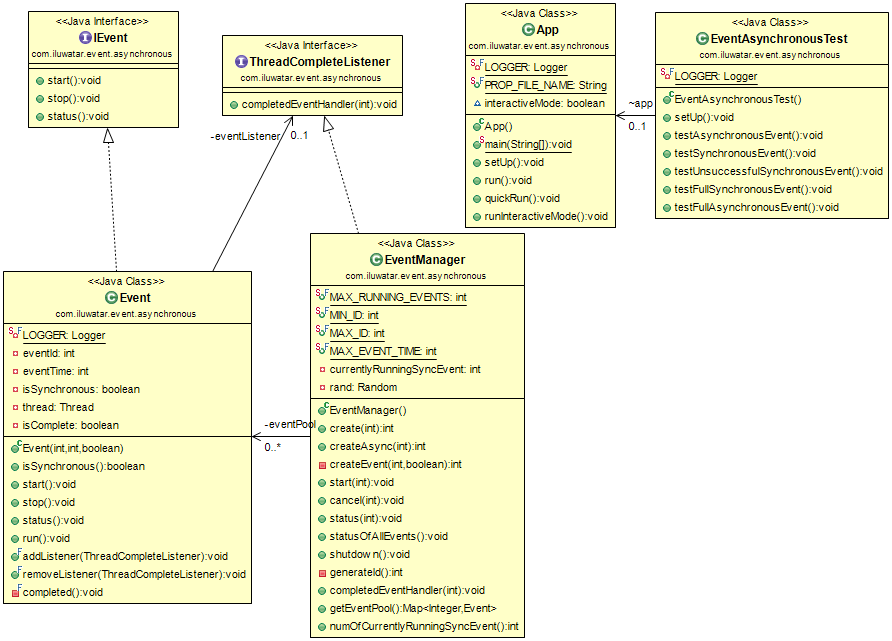 <<Java Interface>>
IEvent
com.iluwatar.event.asynchronous
start():void
stop():void
status():void
<<Java Interface>>
ThreadCompleteListener
com.iluwatar.event.asynchronous
completedEventHandler(int):void
<<Java Class>>
App
com.iluwatar.event.asynchronous
LOGGER: Logger
PROP_FILE_NAME: String
interactiveMode: boolean
App()
main(String[]):void
setUp():void
run():void
quickRun():void
runInteractiveMode():void
<<Java Class>>
EventAsynchronousTest
com.iluwatar.event.asynchronous
LOGGER: Logger
EventAsynchronousTest()
setUp():void
testAsynchronousEvent():void
testSynchronousEvent():void
testUnsuccessfulSynchronousEvent():void
testFullSynchronousEvent():void
testFullAsynchronousEvent():void
~app
0..1
-eventListener
0..1
<<Java Class>>
Event
com.iluwatar.event.asynchronous
LOGGER: Logger
eventId: int
eventTime: int
isSynchronous: boolean
thread: Thread
isComplete: boolean
Event(int,int,boolean)
isSynchronous():boolean
start():void
stop():void
status():void
run():void
addListener(ThreadCompleteListener):void
removeListener(ThreadCompleteListener):void
completed():void
-eventPool
0..*
<<Java Class>>
EventManager
com.iluwatar.event.asynchronous
MAX_RUNNING_EVENTS: int
MIN_ID: int
MAX_ID: int
MAX_EVENT_TIME: int
currentlyRunningSyncEvent: int
rand: Random
EventManager()
create(int):int
createAsync(int):int
createEvent(int,boolean):int
start(int):void
cancel(int):void
status(int):void
statusOfAllEvents():void
shutdown():void
generateId():int
completedEventHandler(int):void
getEventPool():Map<Integer,Event>
numOfCurrentlyRunningSyncEvent():int